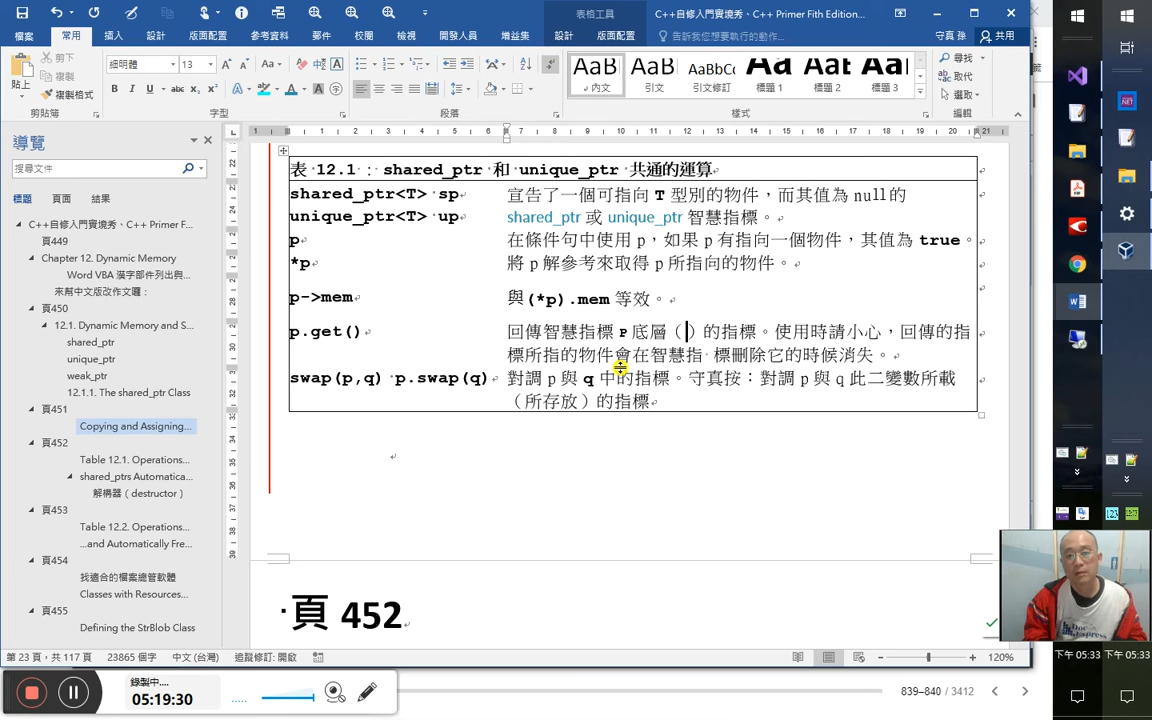 表格工具
C++自修入門實境秀、C++ Primer Fith Edition...
檔案
常用
插入
設計
版面配置
參考資料
郵件
校閱
檢視
開發人員
增益集
設計
版面配置
告訴我您想要執行的動作...
守真 孫
共用
貼上
剪下
複製
複製格式
剪貼簿
細明體
13
字型
段落
AaB
內文
AaB
引文
AaBbCc
引文修訂
Aa
標題 1
Aab
標題 2
Aa
標題 3
樣式
尋找
取代
選取
編輯
導覽
搜尋文件
標題
頁面
結果
C++自修入門實境秀、C++ Primer F...
頁449
Chapter 12. Dynamic Memory
Word VBA 漢字部件列出與...
來幫中文版改作文囉：
頁450
12.1. Dynamic Memory and S...
shared_ptr:
unique_ptr
weak_ptr
12.1.1. The shared_ptr Class
頁451
Copying and Assigning...
頁452
Table 12.1. Operations...
shared_ptrs Automatica...
解構器（destructor）
頁453
Table 12.2. Operations...
...and Automatically Fre...
頁454
找適合的檔案總管軟體
Classes with Resources...
頁455
Defining the StrBlob Class
表 12.1：shared_ptr 和 unique_ptr 共通的運算
shared_ptr<T> sp
unique_ptr<T> up
宣告了一個可指向 T 型別的物件，而其值為 null 的
shared_ptr 或 unique_ptr 智慧指標。
p
在條件句中使用 p，如果 p 有指向一個物件，其值為 true。
*p
將 p 解參考來取得 p 所指向的物件。
p->mem
與(*p).mem 等效。
p.get()
回傳智慧指標 P 底層（）的指標。使用時請小心，回傳的指
標所指的物件會在智慧指 標刪除它的時候消失。
swap(p,q) p.swap(q)
對調 p 與 q 中的指標。守真按：對調 p 與 q 此二變數所載
（所存放）的指標
頁 452
第 23 頁，共 117 頁
23865 個字
中文 (台灣)
追蹤修訂: 開啟
120%
錄製中....
05:19:30
839–840 / 3412
下午 05:33
下午 05:33